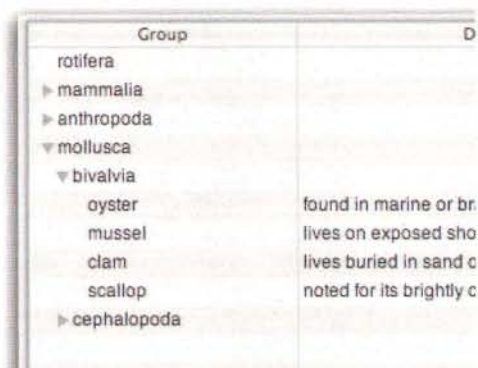 Group D
rotifera
mammalia
anthropoda
mollusca
bivalvia
oyster found in marine or br
mussel lives on exposed sho
clam lives buried in sand c
scallop noted for its brightly c
cephalopoda